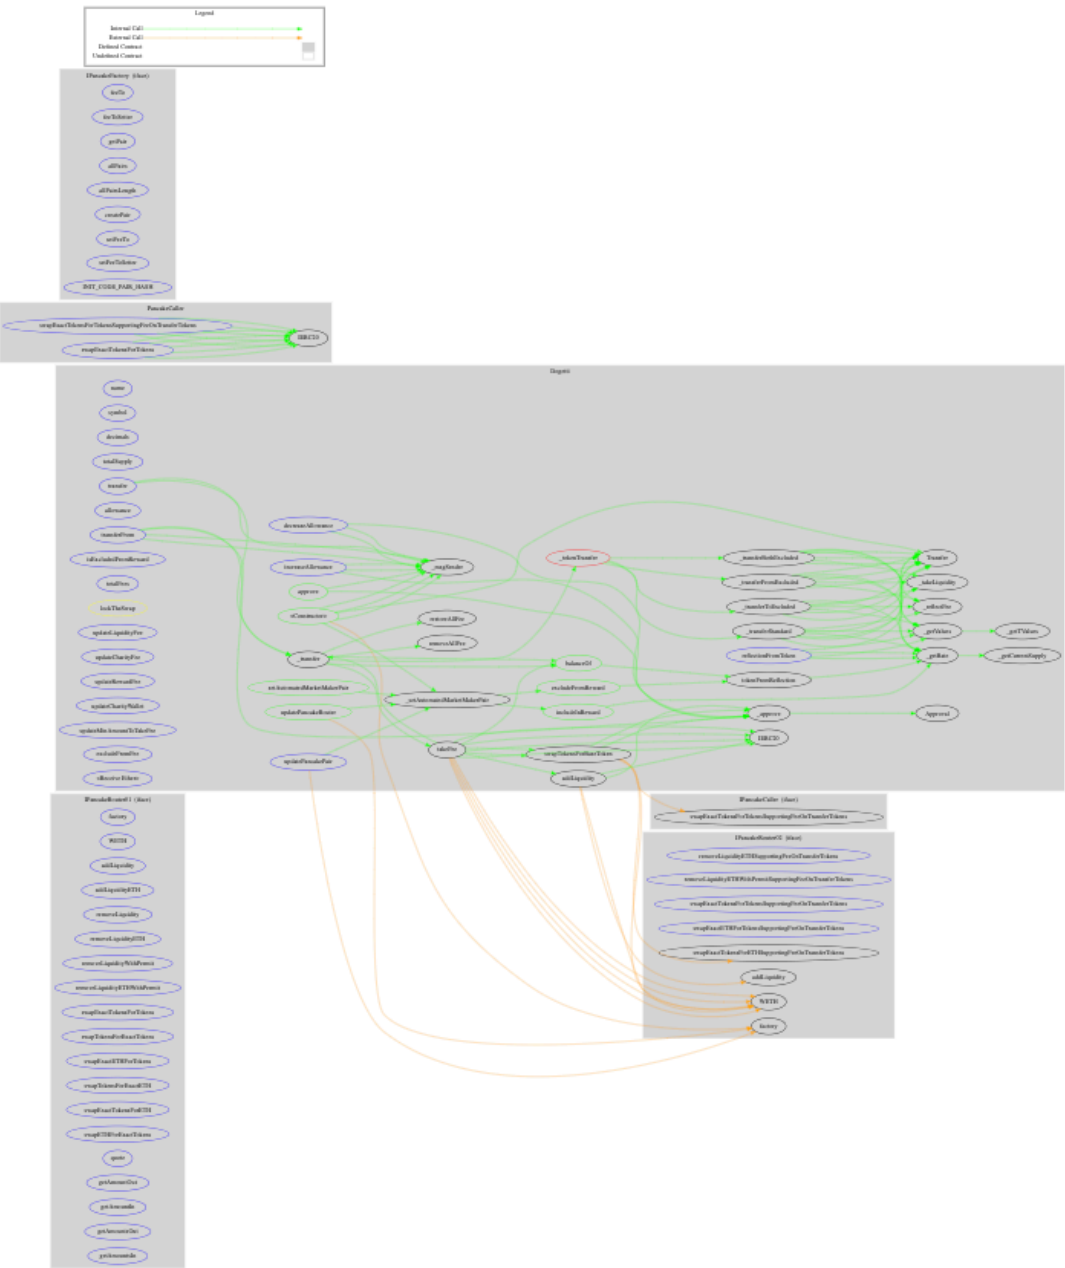 Legend
Internal Call
External Call
Defined Contract
Undefined Contract
IPancakeFactory (iface)
feeTo
feeToSetter
getPair
allPairs
allPairsLength
createPair
setFeeTo
setFeeToSetter
INIT_CODE_PAIR_HASH
PancakeCaller
swapExactTokensForTokensSupportingFeeOnTransferTokens
swapExactTokensForTokens
IERC20
name
symbol
decimals
totalSupply
transfer
allowance
transferFrom
isExcludedFromReward
totalFees
lockTheSwap
updateLiquidityFee
updateCharityFee
updateRewardFee
updateCharityWallet
updateMinAmountToTakeFee
excludeFromFee
decreaseAllowance
increaseAllowance
approve
<Constructor>
_transfer
setAutomatedMarketMakerPair
updatePancakeRouter
updatePancakePair
_msgSender
restoreAllFee
removeAllFee
_setAutomatedMarketMakerPair
takeFee
_tokenTransfer
balanceOf
excludeFromReward
includeInReward
swapTokensForBaseToken
addLiquidity
_transferBothExcluded
_transferFromExcluded
_transferToExcluded
_transferStandard
reflectionFromToken
tokenFromReflection
_approve
IERC20
Transfer
_takeLiquidity
_reflectFee
_getValues
_getRate
Approval
_getTValues
_getCurrentSupply
IPancakeCaller (iface)
swapExactTokensForTokensSupportingFeeOnTransferTokens
IPancakeRouter02 (iface)
removeLiquidityETHSupportingFeeOnTransferTokens
removeLiquidityETHWithPermitSupportingFeeOnTransferTokens
swapExactTokensForTokensSupportingFeeOnTransferTokens
swapExactETHForTokensSupportingFeeOnTransferTokens
swapExactTokensForETHSupportingFeeOnTransferTokens
addLiquidity
WETH
factory
IPancakeRouter01 (iface)
factory
WETH
addLiquidity
addLiquidityETH
removeLiquidity
removeLiquidityETH
removeLiquidityWithPermit
removeLiquidityETHWithPermit
swapExactTokensForTokens
swapTokensForExactTokens
swapExactETHForTokens
swapTokensForExactETH
swapExactTokensForETH
swapETHForExactTokens
quote
getAmountOut
getAmountIn
getAmountsOut
getAmountsIn